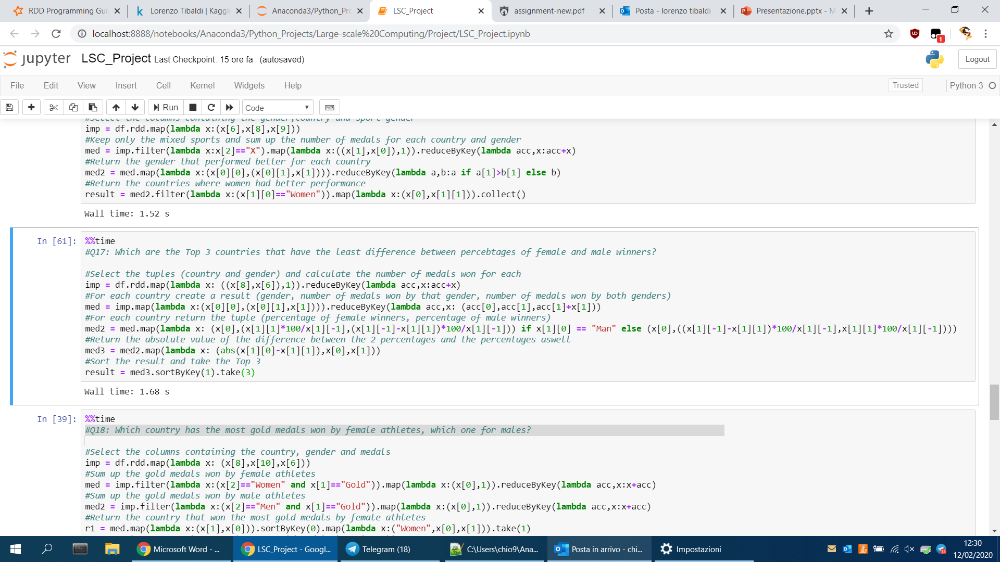 RDD Programming Gui
Lorenzo Tibaldi | Kaggl
Anaconda3/Python_Pro
LSC_Project
assignment-new.pdf
Posta - lorenzo tibaldi
Presentazione.pptx - M
localhost:8888/notebooks/Anaconda3/Python_Projects/Large-scale%20Computing/Project/LSC_Project.ipynb
1
jupyter LSC_Project Last Checkpoint: 15 ore fa (autosaved)
Logout
File Edit View Insert Cell Kernel Widgets Help
Trusted
Python 3
Run
Code
#Select the columns containing the gender,country and sport gender
imp = df.rdd.map(lambda x:(x[6],x[8],x[9]))
#Keep only the mixed sports and sum up the number of medals for each country and gender
med = imp.filter(lambda x:x[2]=="X").map(lambda x:((x[1],x[0]),1)).reduceByKey(lambda acc,x:acc+x)
#Return the gender that performed better for each country
med2 = med.map(lambda x:(x[0][0],(x[0][1],x[1]))).reduceByKey(lambda a,b:a if a[1]>b[1] else b)
#Return the countries where women had better performance
result = med2.filter(lambda x:(x[1][0]=="Women")).map(lambda x:(x[0],x[1][1])).collect()
Wall time: 1.52 s
In [61]:
%%time
#Q17: Which are the Top 3 countries that have the least difference between percebtages of female and male winners?
#Select the tuples (country and gender) and calculate the number of medals won for each
imp = df.rdd.map(lambda x: ((x[8],x[6]),1)).reduceByKey(lambda acc,x:acc+x)
#For each country create a result (gender, number of medals won by that gender, number of medals won by both genders)
med = imp.map(lambda x:(x[0][0],(x[0][1],x[1]))).reduceByKey(lambda acc,x: (acc[0],acc[1],acc[1]+x[1]))
#For each country return the tuple (percentage of female winners, percentage of male winners)
med2 = med.map(lambda x: (x[0],(x[1][1]*100/x[1][-1],(x[1][-1]-x[1][1])*100/x[1][-1])) if x[1][0] == "Man" else (x[0],((x[1][-1]-x[1][1])*100/x[1][-1],x[1][1]*100/x[1][-1])))
#Return the absolute value of the difference between the 2 percentages and the percentages aswell
med3 = med2.map(lambda x: (abs(x[1][0]-x[1][1]),x[0],x[1]))
#Sort the result and take the Top 3
result = med3.sortByKey(1).take(3)
Wall time: 1.68 s
In [39]:
%%time
#Q18: Which country has the most gold medals won by female athletes, which one for males?
#Select the columns containing the country, gender and medals
imp = df.rdd.map(lambda x: (x[8],x[10],x[6]))
#Sum up the gold medals won by female athletes
med = imp.filter(lambda x:(x[2]=="Women" and x[1]=="Gold")).map(lambda x:(x[0],1)).reduceByKey(lambda acc,x:x+acc)
#Sum up the gold medals won by male athletes
med2 = imp.filter(lambda x:(x[2]=="Men" and x[1]=="Gold")).map(lambda x:(x[0],1)).reduceByKey(lambda acc,x:x+acc)
#Return the country that won the most gold medals by female athletes
r1 = med.map(lambda x:(x[1],x[0])).sortByKey(0).map(lambda x:("Women",x[0],x[1])).take(1)
Microsoft Word - ...
LSC_Project - Googl...
Telegram (18)
C:\Users\chio9\Ana...
Posta in arrivo - chi...
Impostazioni
12:30
12/02/2020